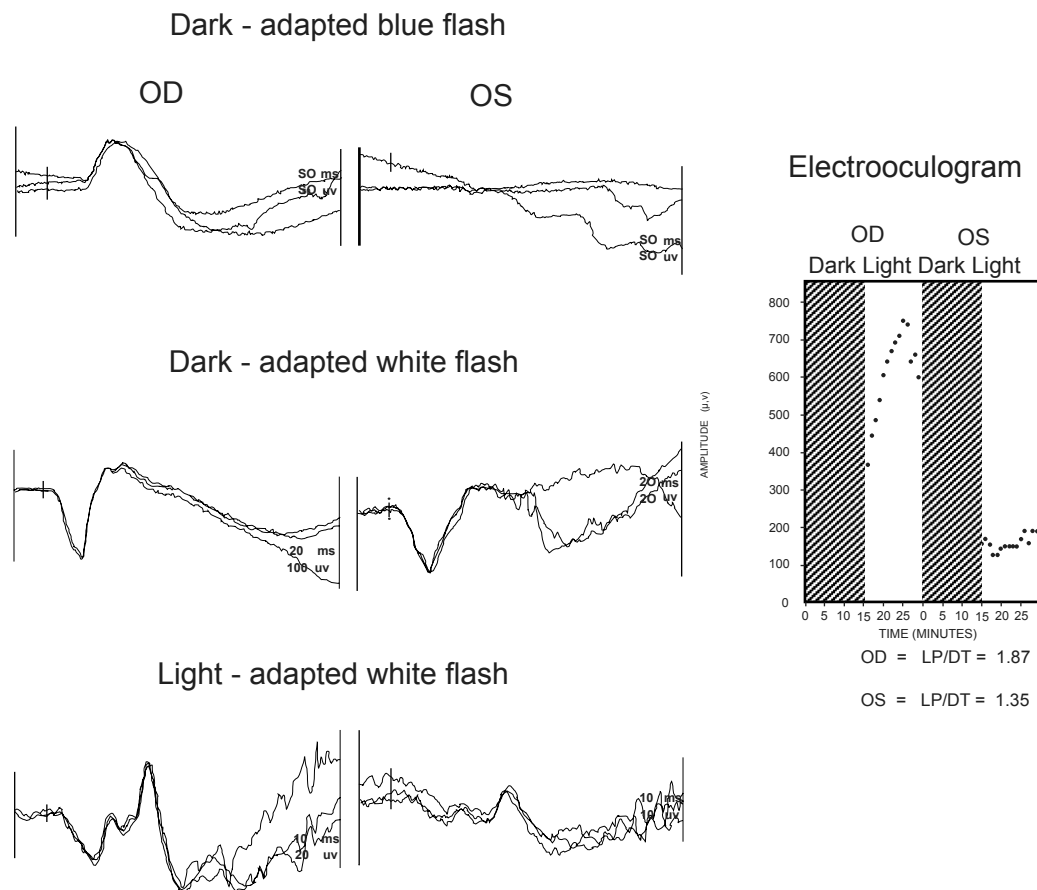 Dark - adapted blue flash
OD
OS
SO ms
SO uv
SO ms
SO uv
Dark - adapted white flash
20 ms
100 uv
2O ms
2O uv
Light - adapted white flash
10 ms
20 uv
10 ms
10 uv
Electrooculogram
OD OS
Dark Light Dark Light
AMPLITUDE (μ.v)
800
700
600
500
400
300
200
100
0
0 5 10 15 20 25 0 5 10 15 20 25
TIME (MINUTES)
OD = LP/DT = 1.87
OS = LP/DT = 1.35